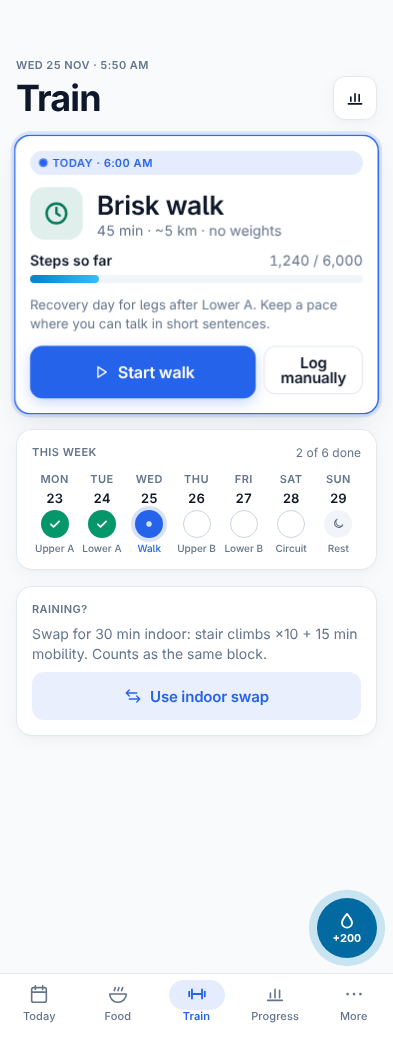 WED 25 NOV · 5:50 AM
Train
TODAY · 6:00 AM
Brisk walk
45 min · ~5 km · no weights
Steps so far 1,240 / 6,000
Recovery day for legs after Lower A. Keep a pace
where you can talk in short sentences.
Start walk
Log
manually
THIS WEEK 2 of 6 done
MON TUE WED THU FRI SAT SUN
23 24 25 26 27 28 29
Upper A Lower A Walk Upper B Lower B Circuit Rest
RAINING?
Swap for 30 min indoor: stair climbs ×10 + 15 min
mobility. Counts as the same block.
Use indoor swap
+200
Today Food Train Progress More